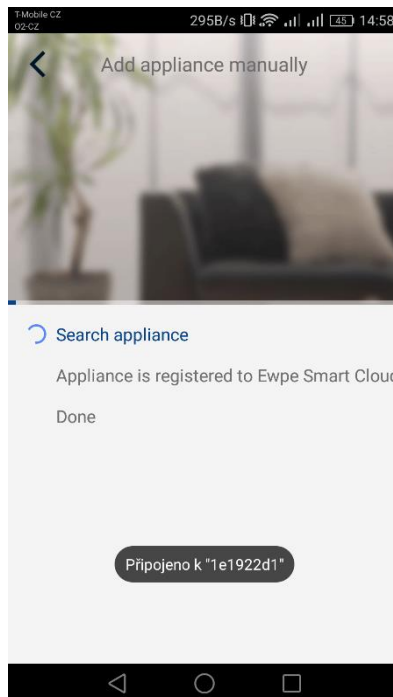 T-Mobile CZ
O2-CZ
295B/s 45 14:58
Add appliance manually
Search appliance
Appliance is registered to Ewpe Smart Cloud
Done
Připojeno k "1e1922d1"